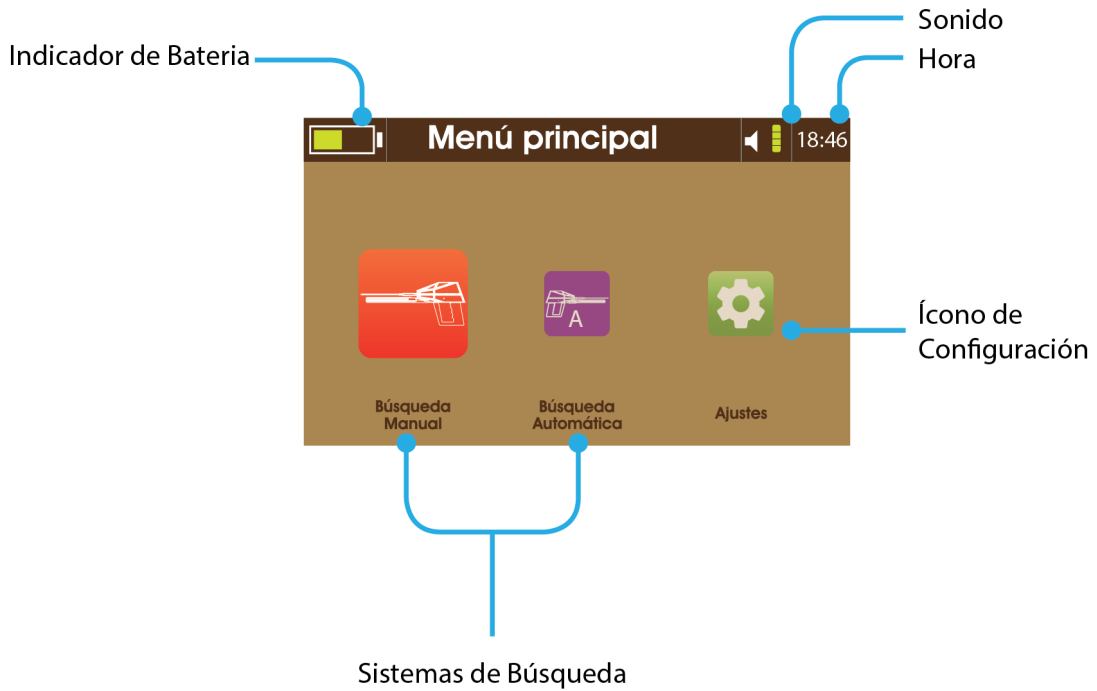 Sonido
Indicador de Bateria
Hora
Menú principal
18:46
A
Ícono de
Configuración
Búsqueda
Manual
Búsqueda
Automática
Ajustes
Sistemas de Búsqueda